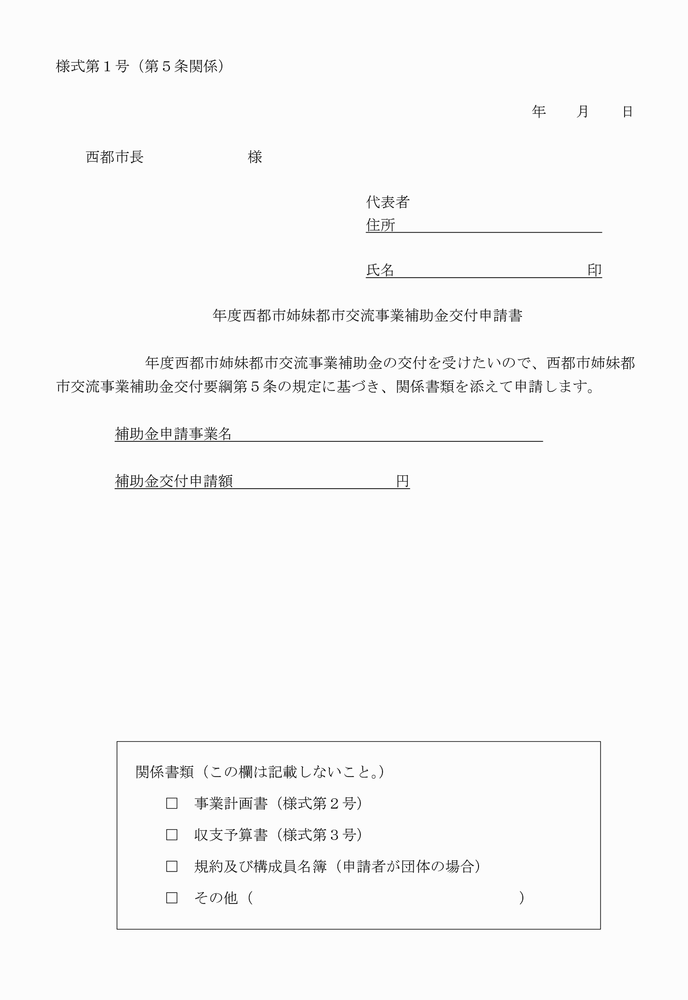 様式第１号（第５条関係）
年　　月　　日
西都市長　　　　　　　様
代表者
住所
氏名　　　　　　　　　　　　　印
年度西都市姉妹都市交流事業補助金交付申請書
年度西都市姉妹都市交流事業補助金の交付を受けたいので、西都市姉妹都
市交流事業補助金交付要綱第５条の規定に基づき、関係書類を添えて申請します。
補助金申請事業名
補助金交付申請額　　　　　　　　　　　円
関係書類（この欄は記載しないこと。）
□　事業計画書（様式第２号）
□　収支予算書（様式第３号）
□　規約及び構成員名簿（申請者が団体の場合）
□　その他（　　　　　　　　　　　　　　　　　　）